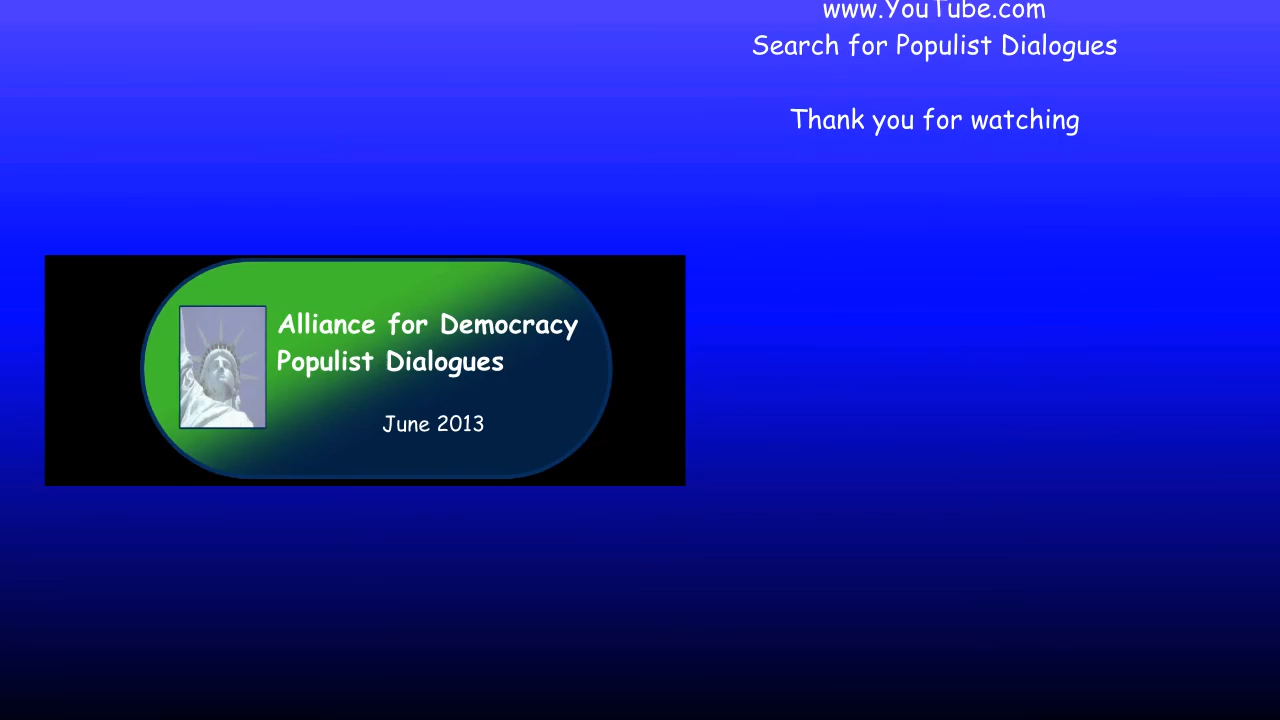 www.YouTube.com
Search for Populist Dialogues
Thank you for watching
Alliance for Democracy
Populist Dialogues
June 2013